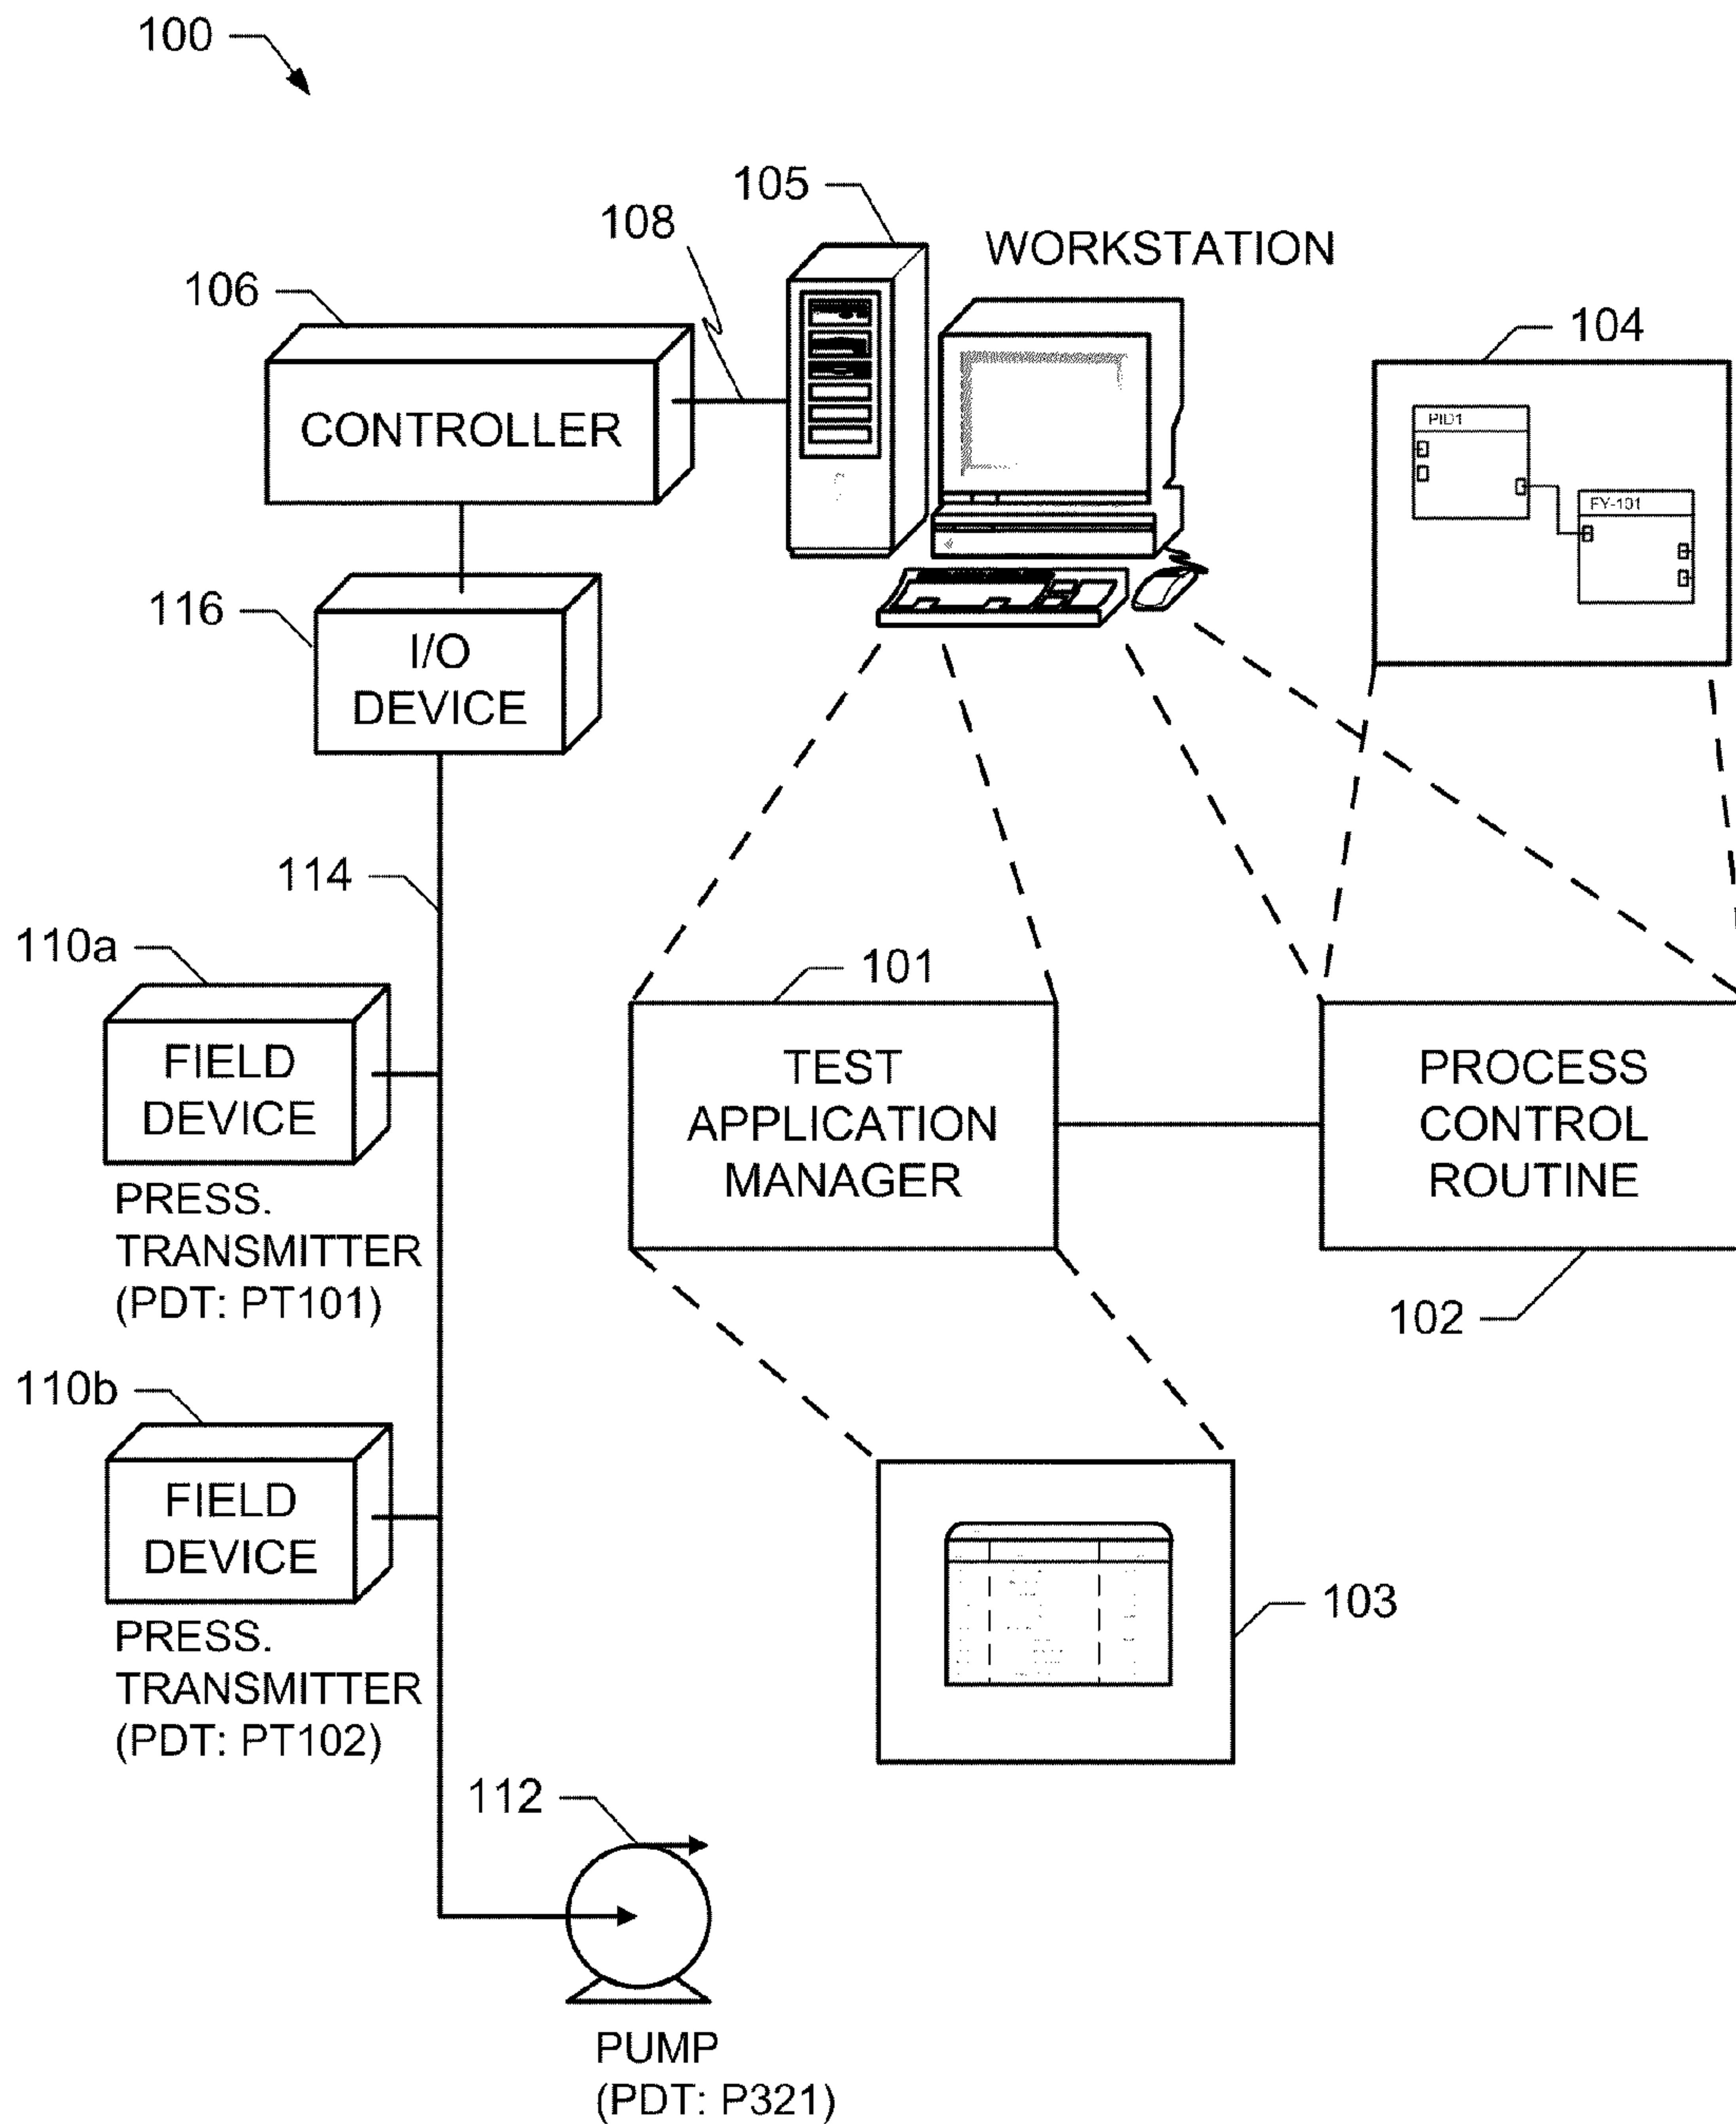 100
105
108
WORKSTATION
106
104
CONTROLLER
PID1
FY-101
116
I/O
DEVICE
114
110a
101
FIELD
DEVICE
TEST
APPLICATION
MANAGER
PROCESS
CONTROL
ROUTINE
PRESS.
TRANSMITTER
(PDT: PT101)
102
110b
FIELD
DEVICE
103
PRESS.
TRANSMITTER
(PDT: PT102)
112
PUMP
(PDT: P321)